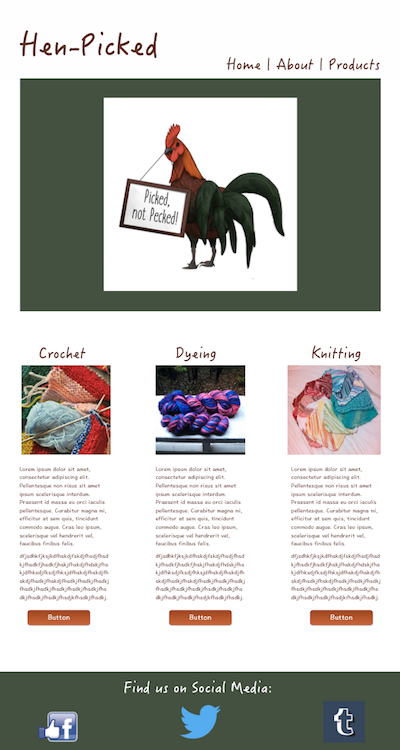 Hen-Picked
Home | About | Products
Picked,
not Pecked!
Crochet
Lorem ipsum dolor sit amet,
consectetur adipiscing elit.
Pellentesque non risus sit amet
ipsum scelerisque interdum.
Praesent id massa eu orci iaculis
pellentesque. Curabitur magna mi,
efficitur at sem quis, tincidunt
commodo augue. Cras leo orci,
scelerisque vel hendrerit vel,
faucibus finibus felis.
Button
Dyeing
Lorem ipsum dolor sit amet,
consectetur adipiscing elit.
Pellentesque non risus sit amet
ipsum scelerisque interdum.
Praesent id massa eu orci iaculis
pellentesque. Curabitur magna mi,
efficitur at sem quis, tincidunt
commodo augue. Cras leo orci,
scelerisque vel hendrerit vel,
faucibus finibus felis.
Button
Knitting
Lorem ipsum dolor sit amet,
consectetur adipiscing elit.
Pellentesque non risus sit amet
ipsum scelerisque interdum.
Praesent id massa eu orci iaculis
pellentesque. Curabitur magna mi,
efficitur at sem quis, tincidunt
commodo augue. Cras leo orci,
scelerisque vel hendrerit vel,
faucibus finibus felis.
Button
Find us on Social Media:
f
t